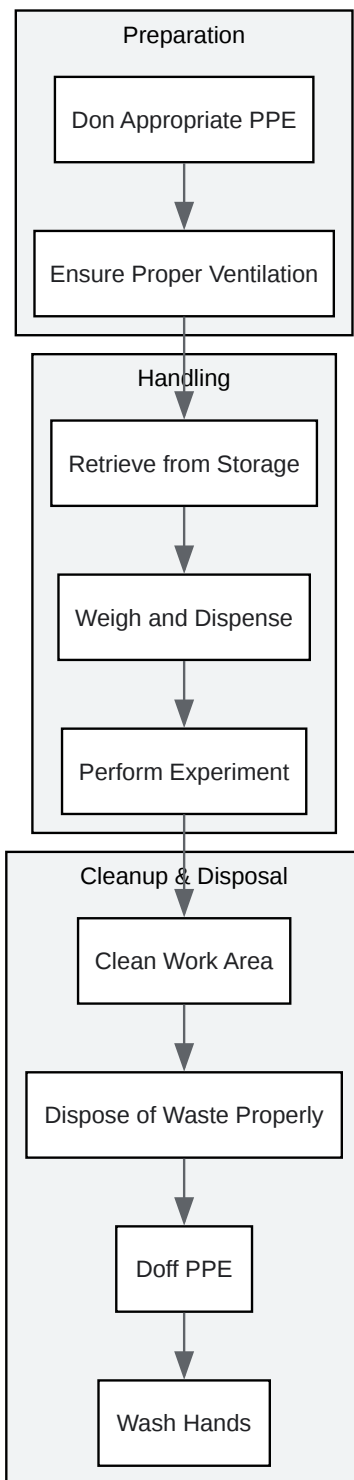 Preparation
Don Appropriate PPE
Ensure Proper Ventilation
Handling
Retrieve from Storage
Weigh and Dispense
Perform Experiment
Cleanup & Disposal
Clean Work Area
Dispose of Waste Properly
Doff PPE
Wash Hands